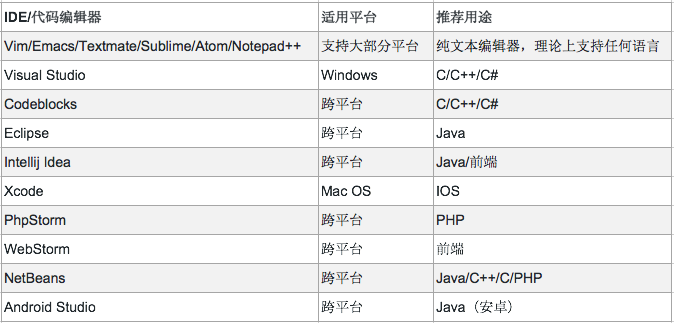 IDE/代码编辑器 适用平台 推荐用途
Vim/Emacs/Textmate/Sublime/Atom/Notepad++ 支持大部分平台 纯文本编辑器，理论上支持任何语言
Visual Studio Windows C/C++/C#
Codeblocks 跨平台 C/C++/C#
Eclipse 跨平台 Java
Intellij Idea 跨平台 Java/前端
Xcode Mac OS IOS
PhpStorm 跨平台 PHP
WebStorm 跨平台 前端
NetBeans 跨平台 Java/C++/C/PHP
Android Studio 跨平台 Java（安卓）